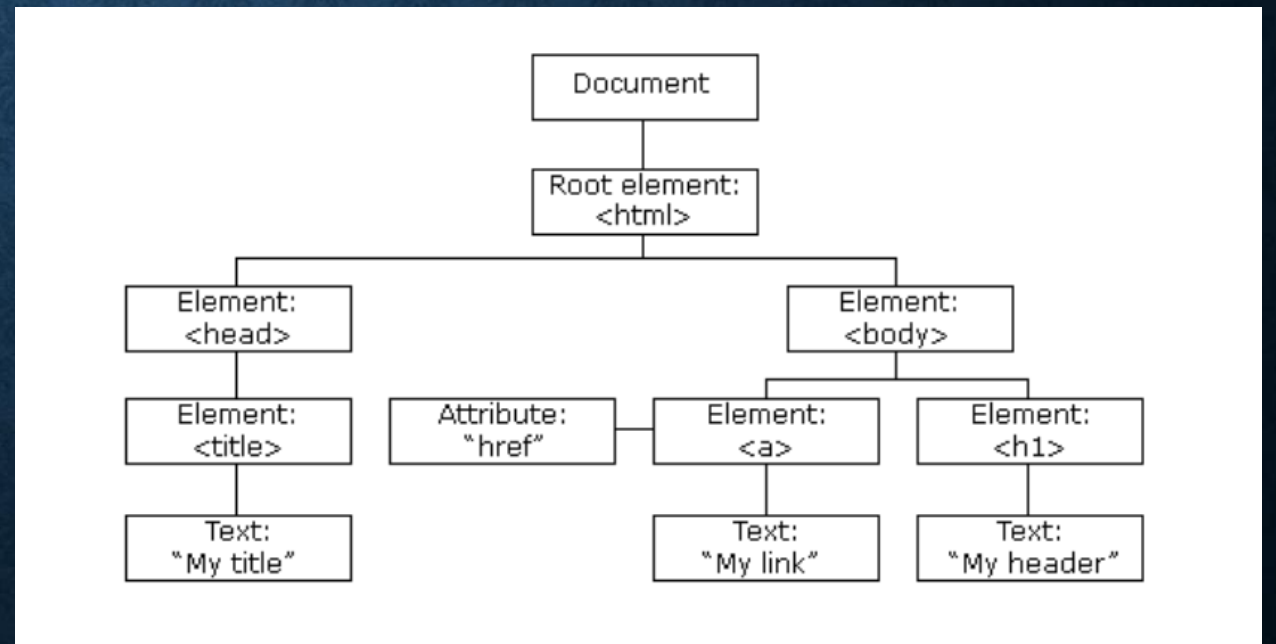 Document
Root element:
<html>
Element:
<head>
Element:
<body>
Element:
<title>
Attribute:
“href”
Element:
<a>
Element:
<h1>
Text:
“My title”
Text:
“My link”
Text:
“My header”